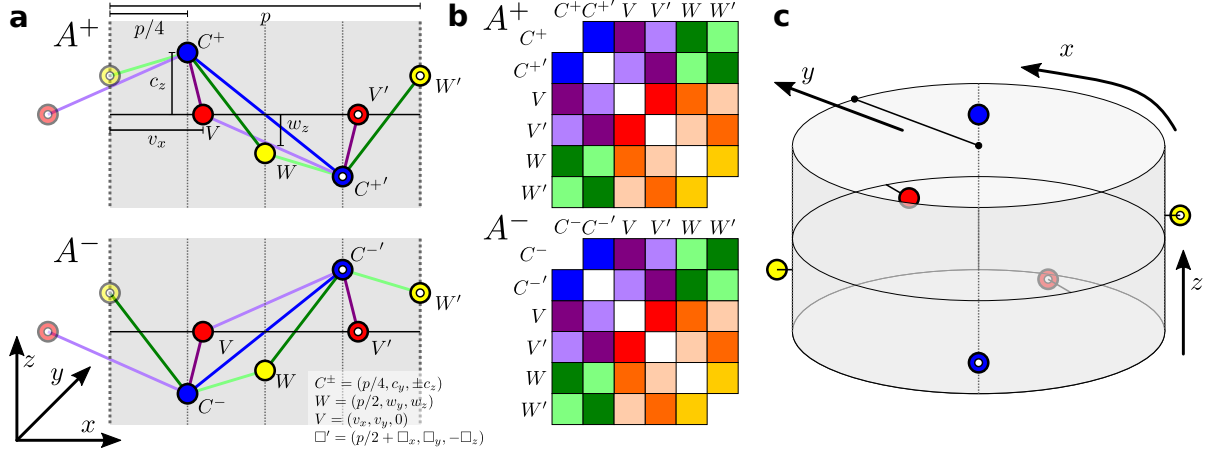 a
A⁺
p
p/4
C⁺
c_z
V
v_x
w_z
W
V′
C⁺′
W′
A⁻
C⁻′
W′
V
V′
W
C⁻
z
y
x
C^± = (p/4, c_y, ±c_z)
W = (p/2, w_y, w_z)
V = (v_x, v_y, 0)
□′ = (p/2 + □_x, □_y, −□_z)
b
A⁺
C⁺ C⁺′ V V′ W W′
C⁺
C⁺′
V
V′
W
W′
A⁻
C⁻ C⁻′ V V′ W W′
C⁻
C⁻′
V
V′
W
W′
c
x
y
z